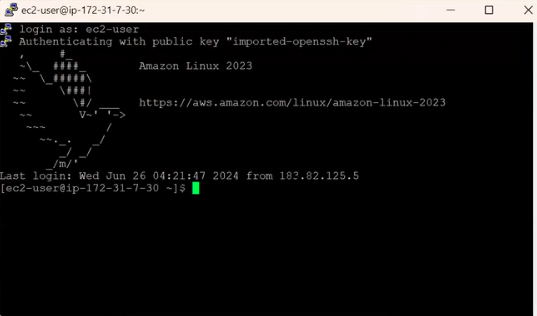 ec2-user@ip-172-31-7-30:~
login as: ec2-user
Authenticating with public key "imported-openssh-key"
   ,     #_
   ~\_  ####_        Amazon Linux 2023
  ~~  \_#####\
  ~~     \###|
  ~~       \#/ ___   https://aws.amazon.com/linux/amazon-linux-2023
   ~~       V~' '->
    ~~~         /
      ~~._.   _/
         _/ _/
       _/m/'
Last login: Wed Jun 26 04:21:47 2024 from 183.82.125.5
[ec2-user@ip-172-31-7-30 ~]$